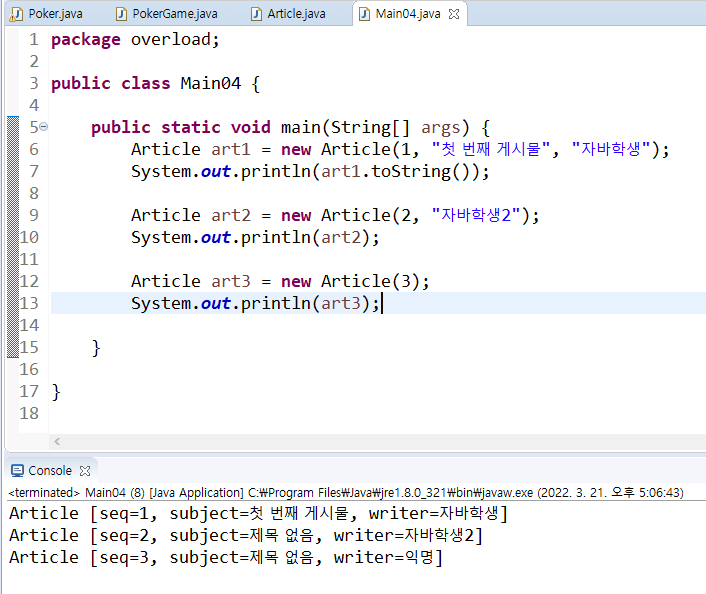 Poker.java PokerGame.java Article.java Main04.java
1 package overload;
2
3 public class Main04 {
4
5 public static void main(String[] args) {
6 Article art1 = new Article(1, "첫 번째 게시물", "자바학생");
7 System.out.println(art1.toString());
8
9 Article art2 = new Article(2, "자바학생2");
10 System.out.println(art2);
11
12 Article art3 = new Article(3);
13 System.out.println(art3);
14
15 }
16
17 }
18
Console
<terminated> Main04 (8) [Java Application] C:₩Program Files₩Java₩jre1.8.0_321₩bin₩javaw.exe (2022. 3. 21. 오후 5:06:43)
Article [seq=1, subject=첫 번째 게시물, writer=자바학생]
Article [seq=2, subject=제목 없음, writer=자바학생2]
Article [seq=3, subject=제목 없음, writer=익명]